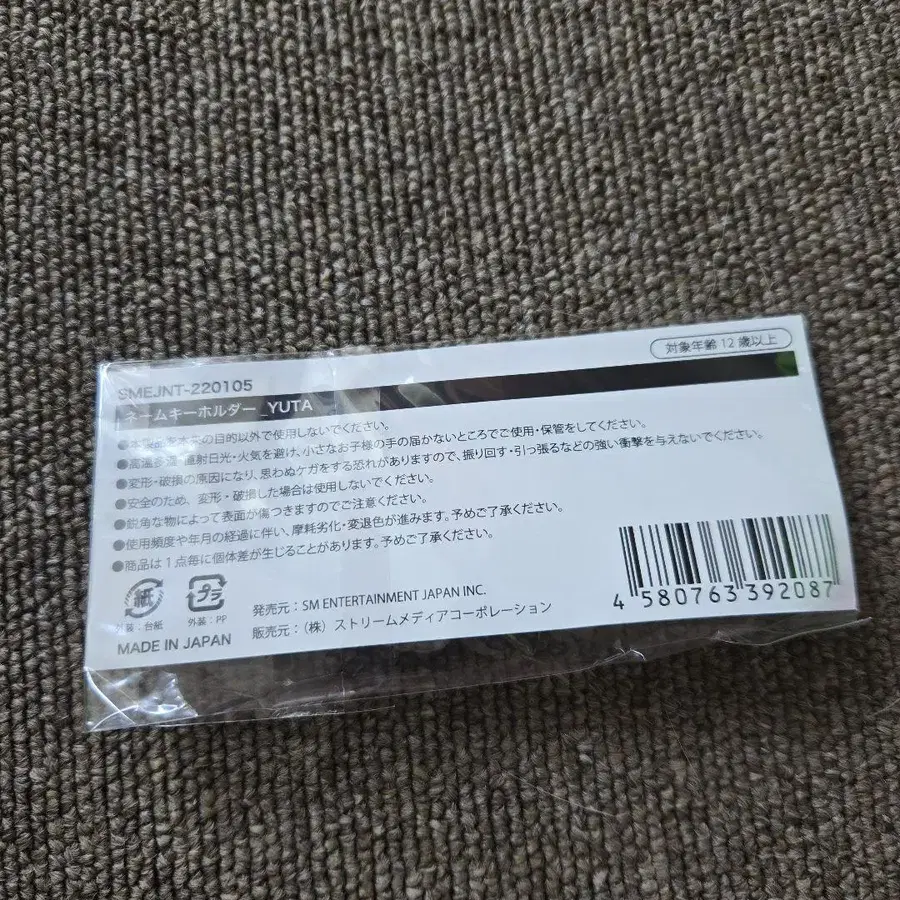 対象年齢12歳以上
SMEJNT-220105
ネームキーホルダー_YUTA
●本製品を本来の目的以外で使用しないでください。
●高温多湿・直射日光・火気を避け、小さなお子様の手の届かないところでご使用・保管をしてください。
●変形・破損の原因になり、思わぬケガをする恐れがありますので、振り回す・引っ張るなどの強い衝撃を与えないでください。
●安全のため、変形・破損した場合は使用しないでください。
●鋭角な物によって表面が傷つきますのでご注意ください。
●使用頻度や年月の経過に伴い、摩耗劣化・変退色が進みます。予めご了承ください。
●商品は1点毎に個体差が生じることがあります。予めご了承ください。
紙 プラ
台紙 外装:PP
発売元:SM ENTERTAINMENT JAPAN INC.
MADE IN JAPAN
販売元:(株)ストリームメディアコーポレーション
4 580763 392087